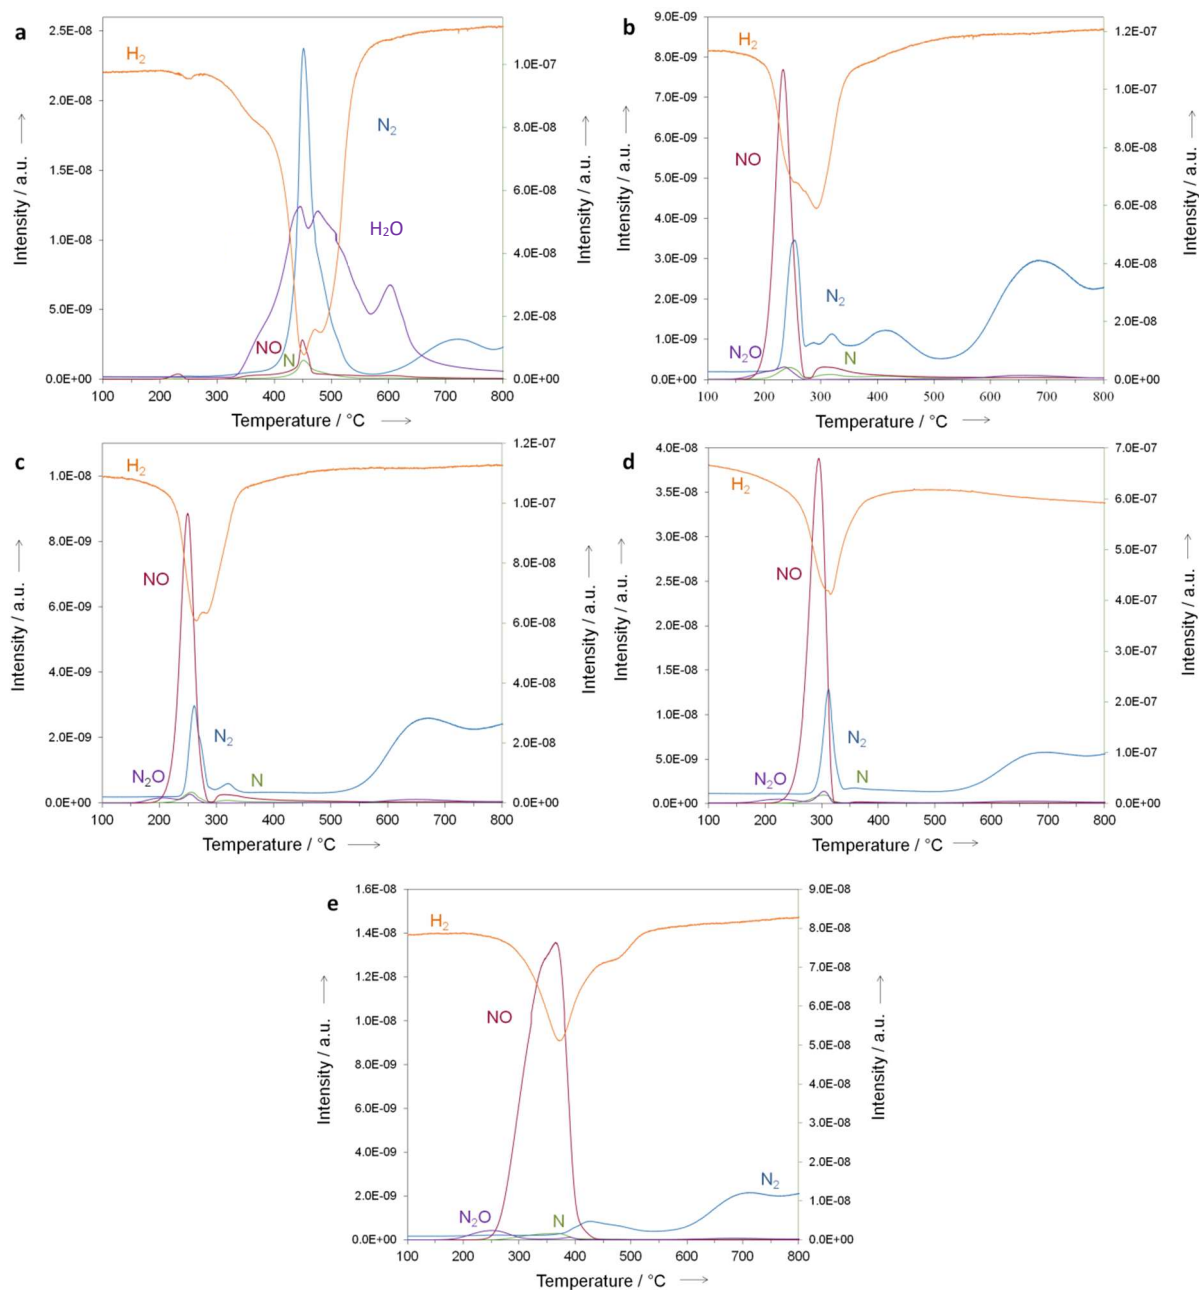 a
2.5E-08
2.0E-08
1.5E-08
1.0E-08
5.0E-09
0.0E+00
1.0E-07
8.0E-08
6.0E-08
4.0E-08
2.0E-08
0.0E+00
H₂
N₂
H₂O
NO
N
100 200 300 400 500 600 700 800
Temperature / °C
Intensity / a.u.
Intensity / a.u.
b
9.0E-09
8.0E-09
7.0E-09
6.0E-09
5.0E-09
4.0E-09
3.0E-09
2.0E-09
1.0E-09
0.0E+00
1.2E-07
1.0E-07
8.0E-08
6.0E-08
4.0E-08
2.0E-08
0.0E+00
H₂
NO
N₂
N₂O
N
100 200 300 400 500 600 700 800
Temperature / °C
Intensity / a.u.
Intensity / a.u.
c
1.0E-08
8.0E-09
6.0E-09
4.0E-09
2.0E-09
0.0E+00
1.2E-07
1.0E-07
8.0E-08
6.0E-08
4.0E-08
2.0E-08
0.0E+00
H₂
NO
N₂
N₂O
N
100 200 300 400 500 600 700 800
Temperature / °C
Intensity / a.u.
Intensity / a.u.
d
4.0E-08
3.5E-08
3.0E-08
2.5E-08
2.0E-08
1.5E-08
1.0E-08
5.0E-09
0.0E+00
7.0E-07
6.0E-07
5.0E-07
4.0E-07
3.0E-07
2.0E-07
1.0E-07
0.0E+00
H₂
NO
N₂
N₂O
N
100 200 300 400 500 600 700 800
Temperature / °C
Intensity / a.u.
Intensity / a.u.
e
1.6E-08
1.4E-08
1.2E-08
1.0E-08
8.0E-09
6.0E-09
4.0E-09
2.0E-09
0.0E+00
9.0E-08
8.0E-08
7.0E-08
6.0E-08
5.0E-08
4.0E-08
3.0E-08
2.0E-08
1.0E-08
0.0E+00
H₂
NO
N₂
N₂O
N
100 200 300 400 500 600 700 800
Temperature / °C
Intensity / a.u.
Intensity / a.u.